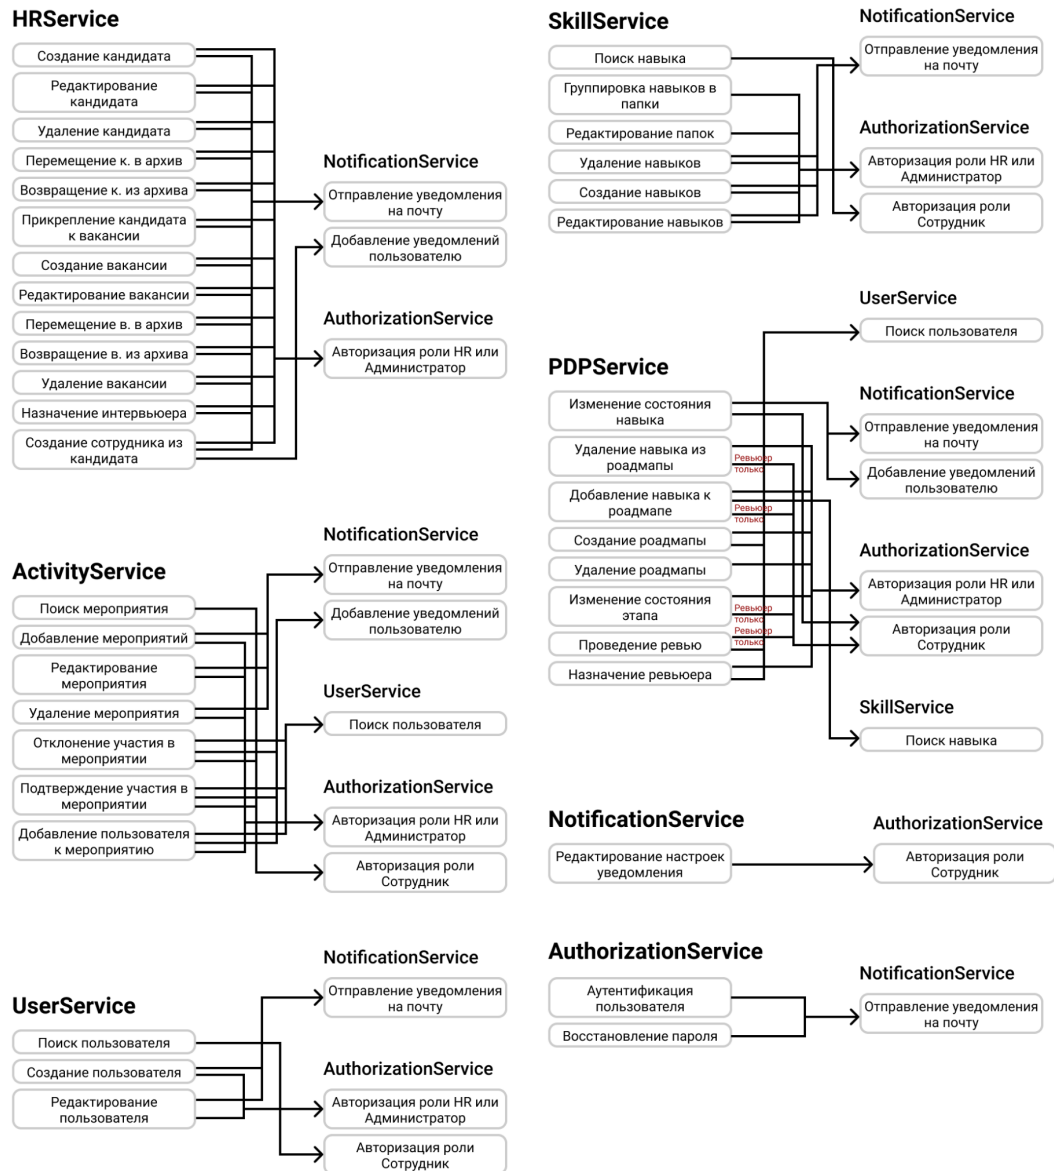 HRService
Создание кандидата
Редактирование
кандидата
Удаление кандидата
Перемещение к. в архив
Возвращение к. из архива
Прикрепление кандидата
к вакансии
Создание вакансии
Редактирование вакансии
Перемещение в. в архив
Возвращение в. из архива
Удаление вакансии
Назначение интервьюера
Создание сотрудника из
кандидата
NotificationService
Отправление уведомления
на почту
Добавление уведомлений
пользователю
AuthorizationService
Авторизация роли HR или
Администратор
ActivityService
Поиск мероприятия
Добавление мероприятий
Редактирование
мероприятия
Удаление мероприятия
Отклонение участия в
мероприятии
Подтверждение участия в
мероприятии
Добавление пользователя
к мероприятию
NotificationService
Отправление уведомления
на почту
Добавление уведомлений
пользователю
UserService
Поиск пользователя
AuthorizationService
Авторизация роли HR или
Администратор
Авторизация роли
Сотрудник
UserService
Поиск пользователя
Создание пользователя
Редактирование
пользователя
NotificationService
Отправление уведомления
на почту
AuthorizationService
Авторизация роли HR или
Администратор
Авторизация роли
Сотрудник
SkillService
Поиск навыка
Группировка навыков в
папки
Редактирование папок
Удаление навыков
Создание навыков
Редактирование навыков
NotificationService
Отправление уведомления
на почту
AuthorizationService
Авторизация роли HR или
Администратор
Авторизация роли
Сотрудник
PDPService
Изменение состояния
навыка
Удаление навыка из
роадмапы
Ревьюер
только
Добавление навыка к
роадмапе
Ревьюер
только
Создание роадмапы
Удаление роадмапы
Изменение состояния
этапа
Ревьюер
только
Проведение ревью
Ревьюер
только
Назначение ревьюера
UserService
Поиск пользователя
NotificationService
Отправление уведомления
на почту
Добавление уведомлений
пользователю
AuthorizationService
Авторизация роли HR или
Администратор
Авторизация роли
Сотрудник
SkillService
Поиск навыка
NotificationService
Редактирование настроек
уведомления
AuthorizationService
Авторизация роли
Сотрудник
AuthorizationService
Аутентификация
пользователя
Восстановление пароля
NotificationService
Отправление уведомления
на почту